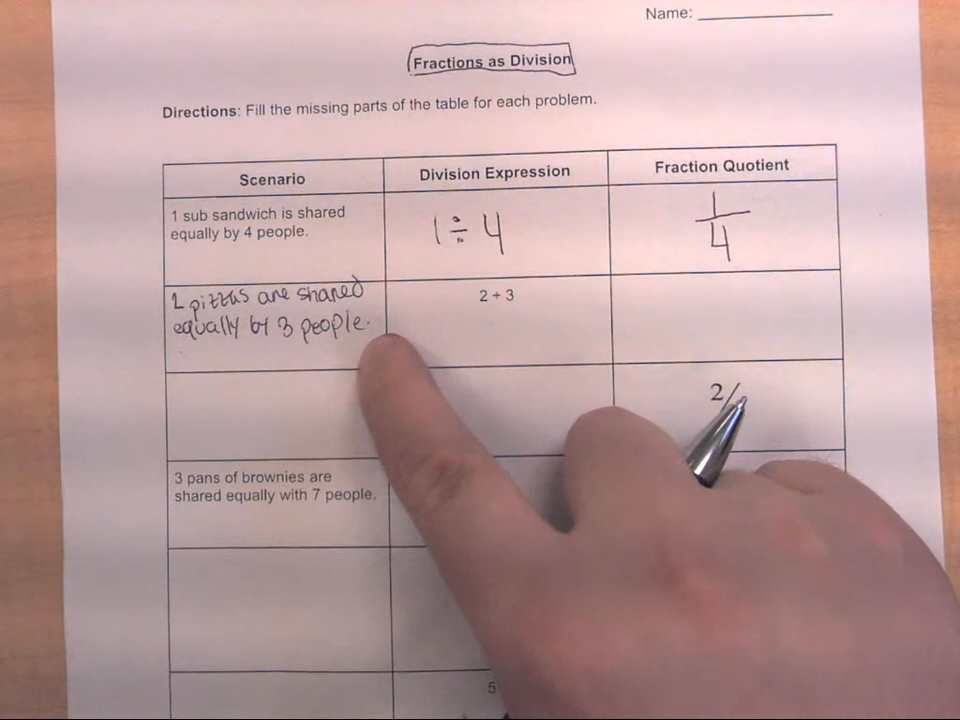 Name:
Fractions as Division
Directions: Fill the missing parts of the table for each problem.
Scenario
Division Expression
Fraction Quotient
1 sub sandwich is shared
equally by 4 people.
1 ÷ 4
1
4
2 pizzas are shared
equally by 3 people.
2 ÷ 3
2/
3 pans of brownies are
shared equally with 7 people.
5